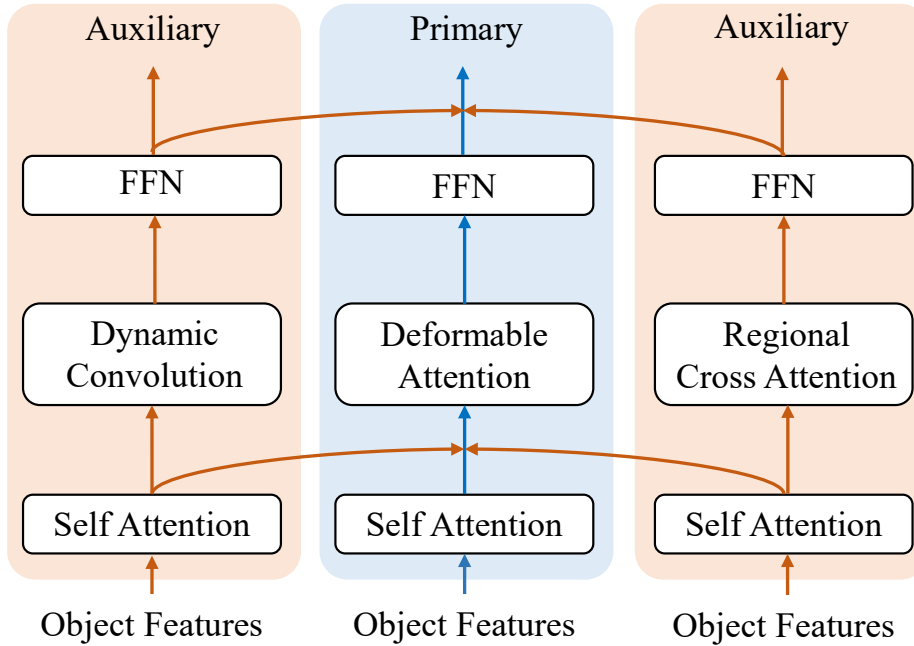 Auxiliary
Primary
Auxiliary
FFN
FFN
FFN
Dynamic
Convolution
Deformable
Attention
Regional
Cross Attention
Self Attention
Self Attention
Self Attention
Object Features
Object Features
Object Features